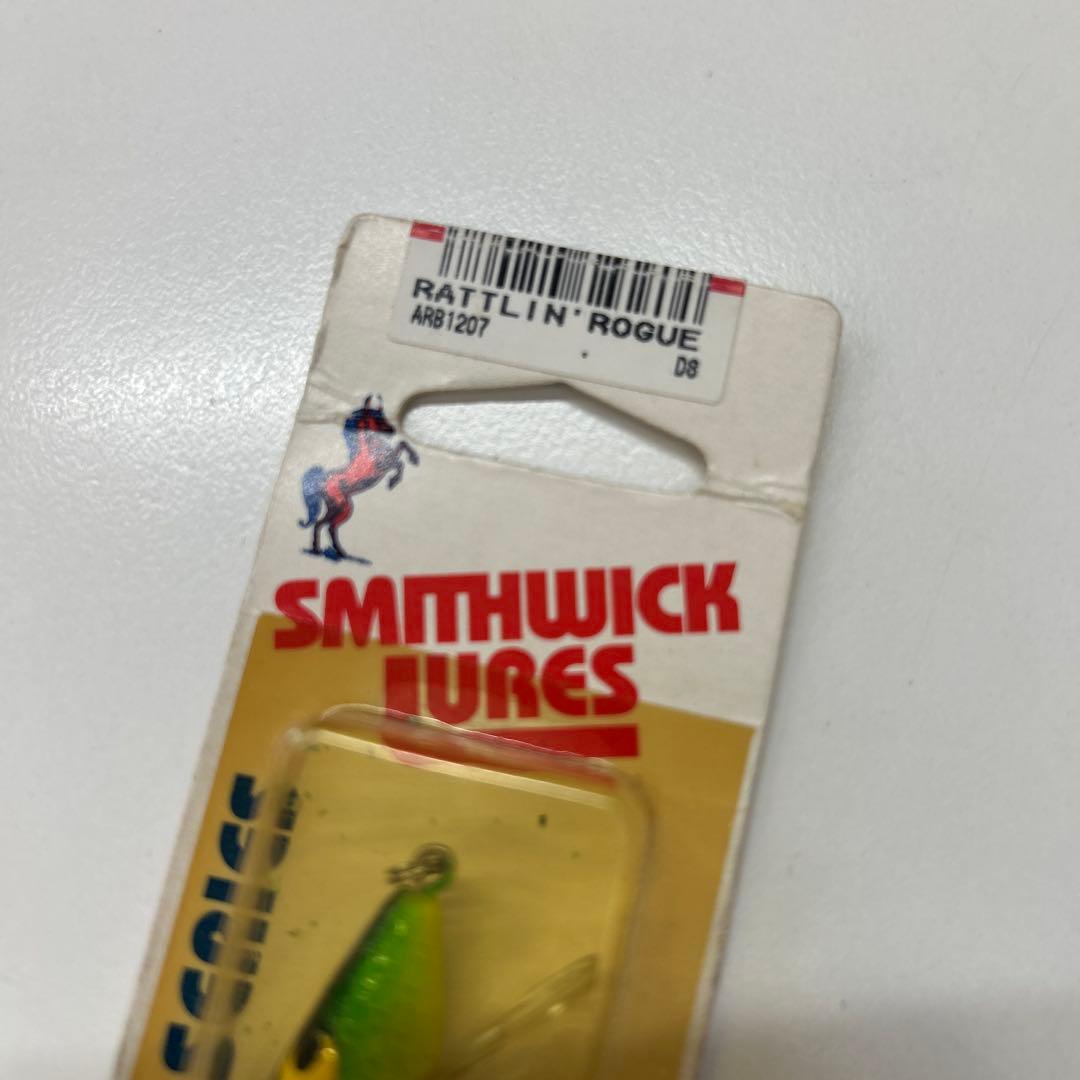 RATTLIN' ROGUE
ARB1207
D8
SMITHWICK
LURES